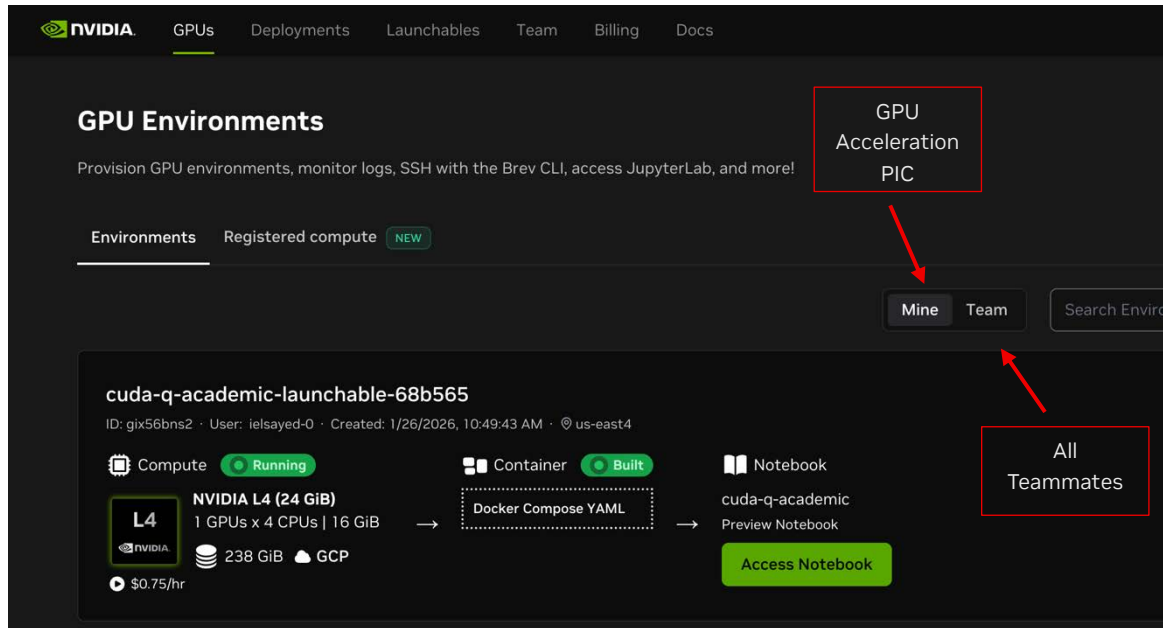 NVIDIA. GPUs Deployments Launchables Team Billing Docs
GPU Environments
Provision GPU environments, monitor logs, SSH with the Brev CLI, access JupyterLab, and more!
GPU
Acceleration
PIC
Environments Registered compute NEW
Mine Team Search Enviro
cuda-q-academic-launchable-68b565
ID: gix56bns2 · User: ielsayed-0 · Created: 1/26/2026, 10:49:43 AM · us-east4
All
Teammates
Compute Running Container Built Notebook
NVIDIA L4 (24 GiB)
1 GPUs x 4 CPUs | 16 GiB
238 GiB GCP
L4
NVIDIA.
$0.75/hr
Docker Compose YAML
cuda-q-academic
Preview Notebook
Access Notebook